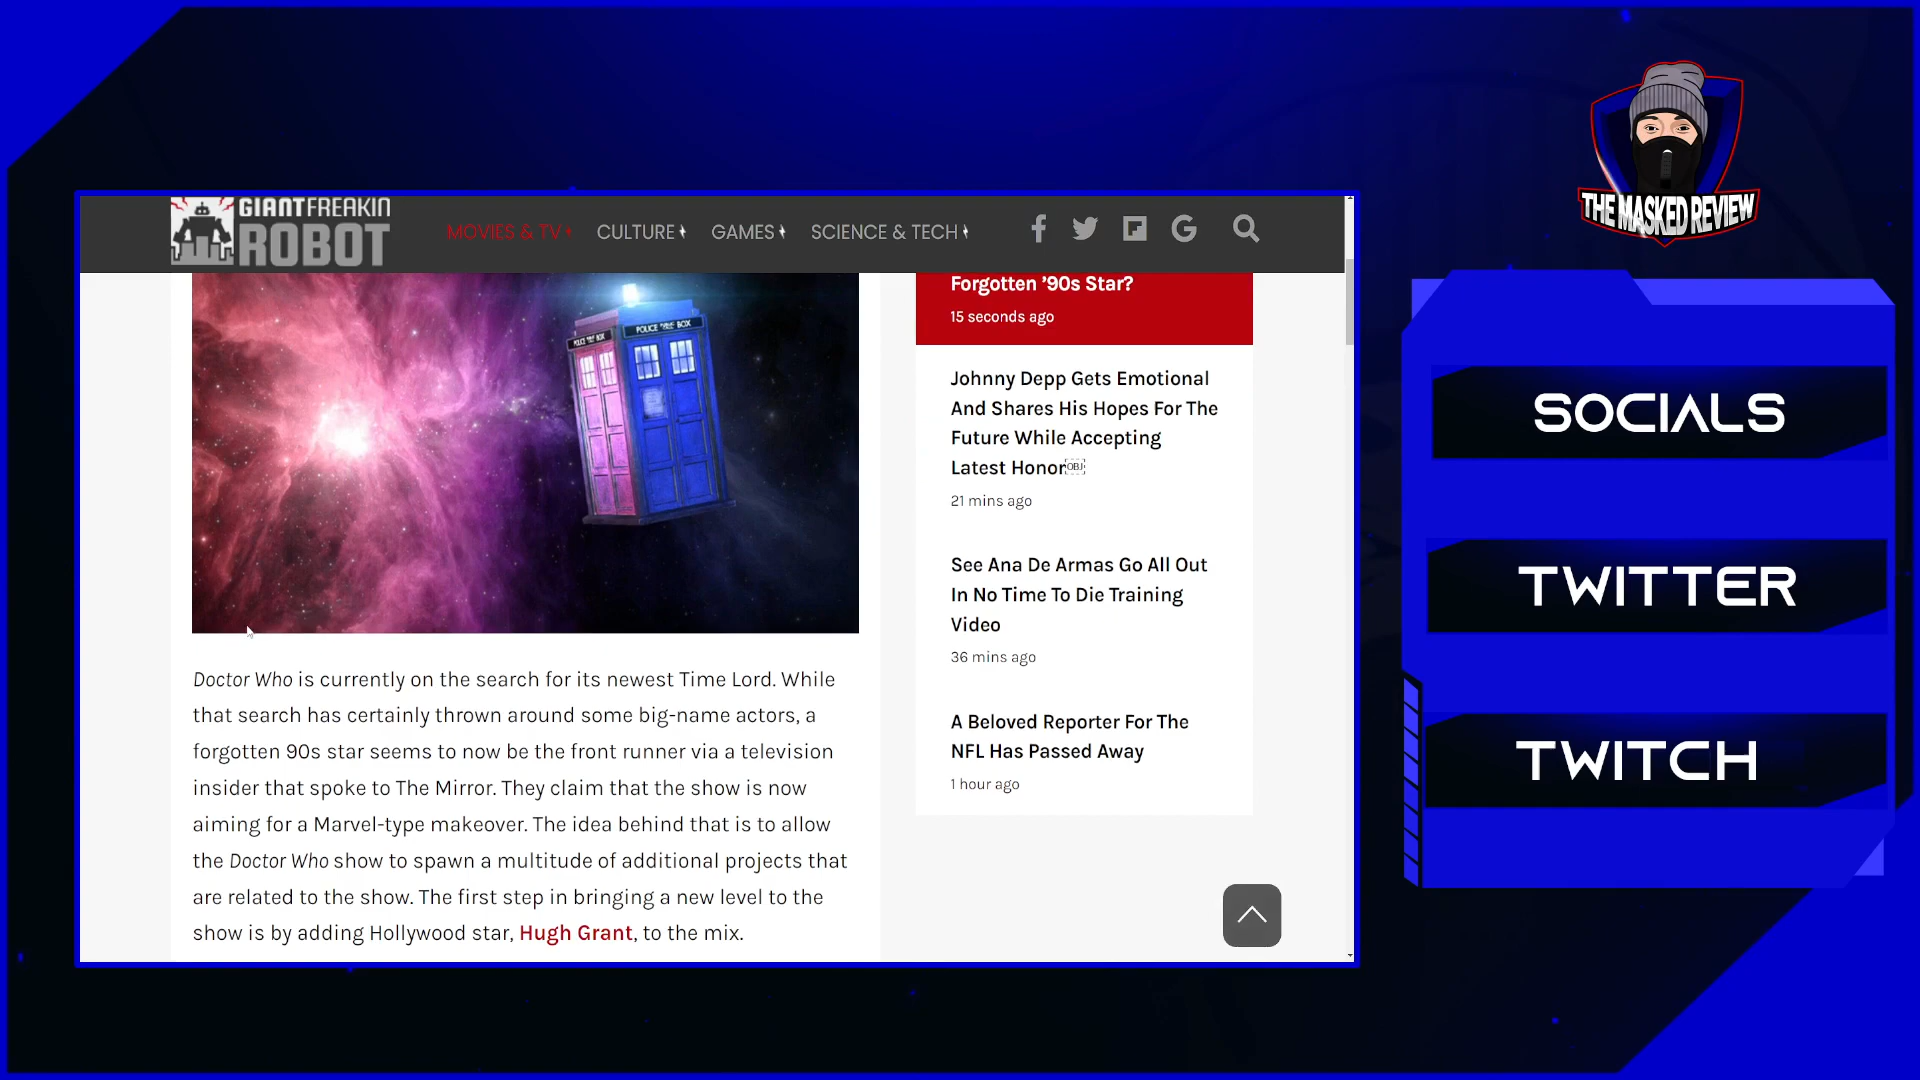 GIANTFREAKIN
ROBOT
MOVIES & TV
CULTURE
GAMES
SCIENCE & TECH
POLICE BOX
POLICE BOX
Doctor Who is currently on the search for its newest Time Lord. While
that search has certainly thrown around some big-name actors, a
forgotten 90s star seems to now be the front runner via a television
insider that spoke to The Mirror. They claim that the show is now
aiming for a Marvel-type makeover. The idea behind that is to allow
the Doctor Who show to spawn a multitude of additional projects that
are related to the show. The first step in bringing a new level to the
show is by adding Hollywood star, Hugh Grant, to the mix.
Forgotten ’90s Star?
15 seconds ago
Johnny Depp Gets Emotional
And Shares His Hopes For The
Future While Accepting
Latest Honor￼
21 mins ago
See Ana De Armas Go All Out
In No Time To Die Training
Video
36 mins ago
A Beloved Reporter For The
NFL Has Passed Away
1 hour ago
THE MASKED REVIEW
SOCIALS
TWITTER
TWITCH